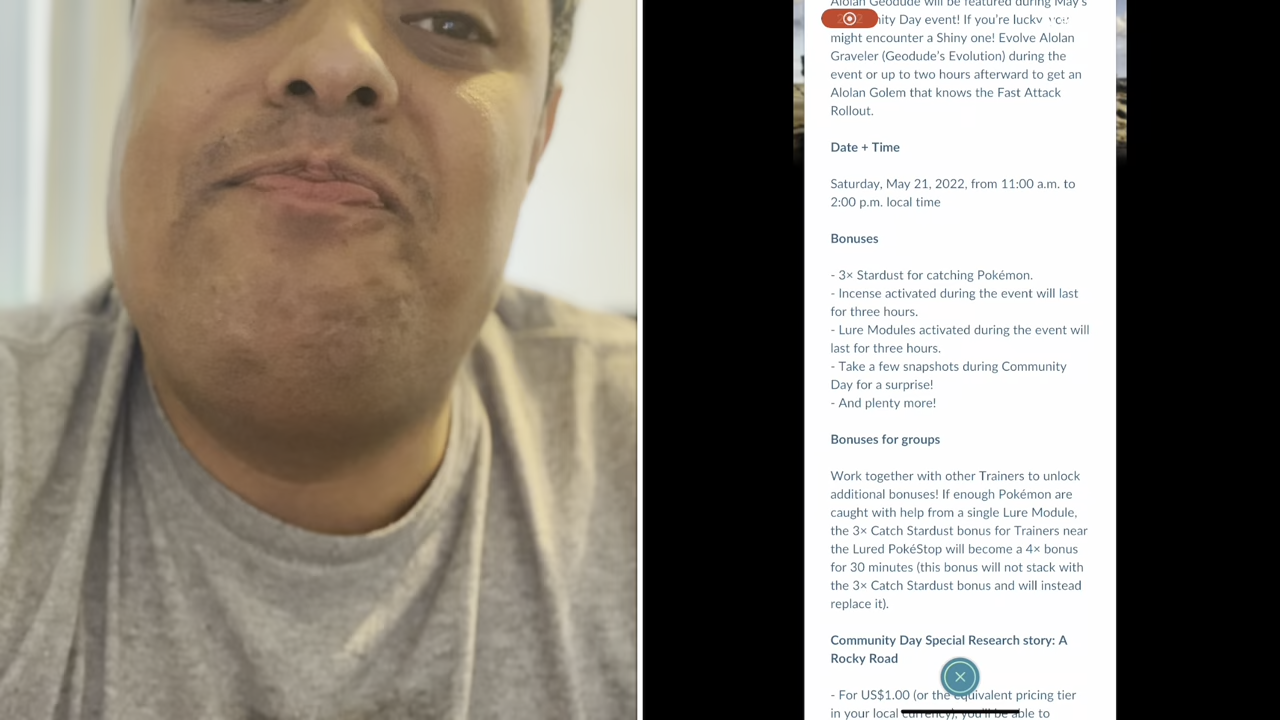 Alolan Geodude will be featured during May's
nity Day event! If you're lucky, you
might encounter a Shiny one! Evolve Alolan
Graveler (Geodude's Evolution) during the
event or up to two hours afterward to get an
Alolan Golem that knows the Fast Attack
Rollout.
Date + Time
Saturday, May 21, 2022, from 11:00 a.m. to
2:00 p.m. local time
Bonuses
- 3× Stardust for catching Pokémon.
- Incense activated during the event will last
for three hours.
- Lure Modules activated during the event will
last for three hours.
- Take a few snapshots during Community
Day for a surprise!
- And plenty more!
Bonuses for groups
Work together with other Trainers to unlock
additional bonuses! If enough Pokémon are
caught with help from a single Lure Module,
the 3× Catch Stardust bonus for Trainers near
the Lured PokéStop will become a 4× bonus
for 30 minutes (this bonus will not stack with
the 3× Catch Stardust bonus and will instead
replace it).
Community Day Special Research story: A
Rocky Road
- For US$1.00 (or the equivalent pricing tier
in your local currency), you'll be able to